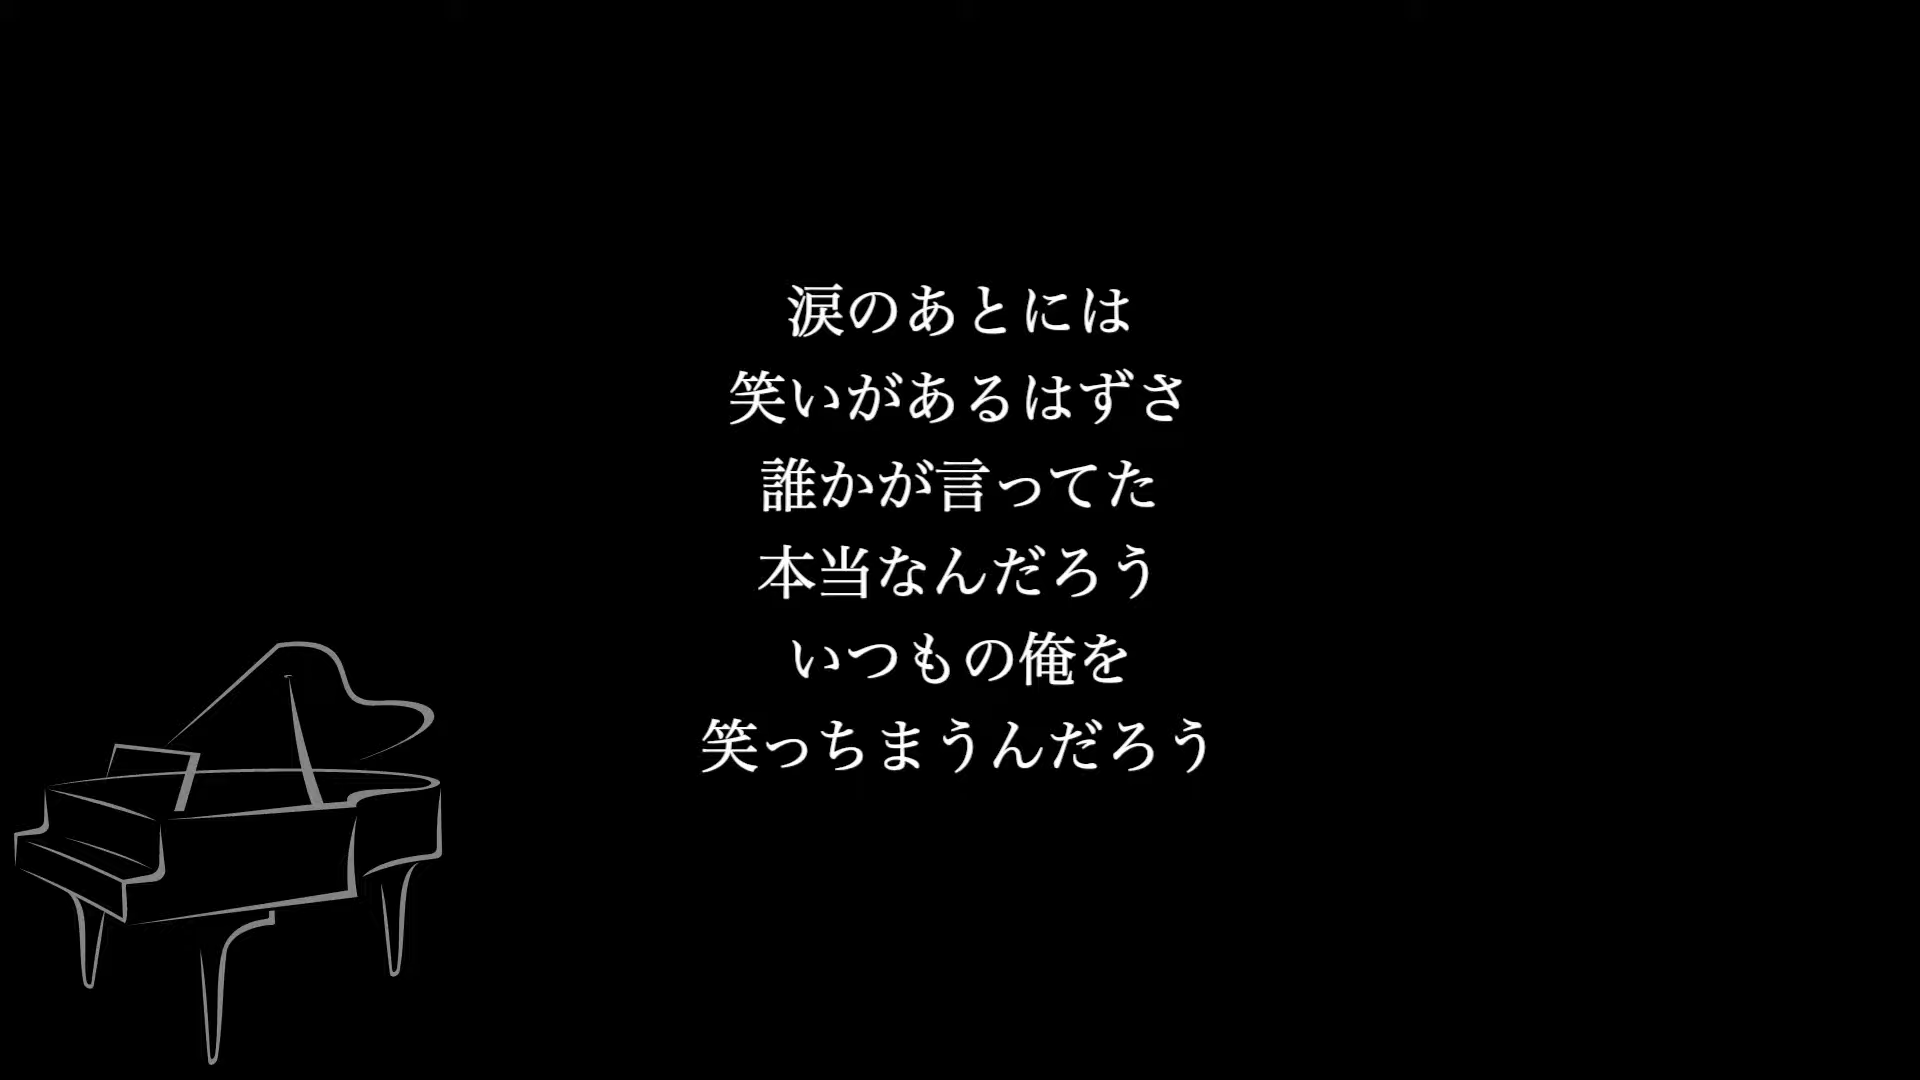 涙のあとには
笑いがあるはずさ
誰かが言ってた
本当なんだろう
いつもの俺を
笑っちまうんだろう